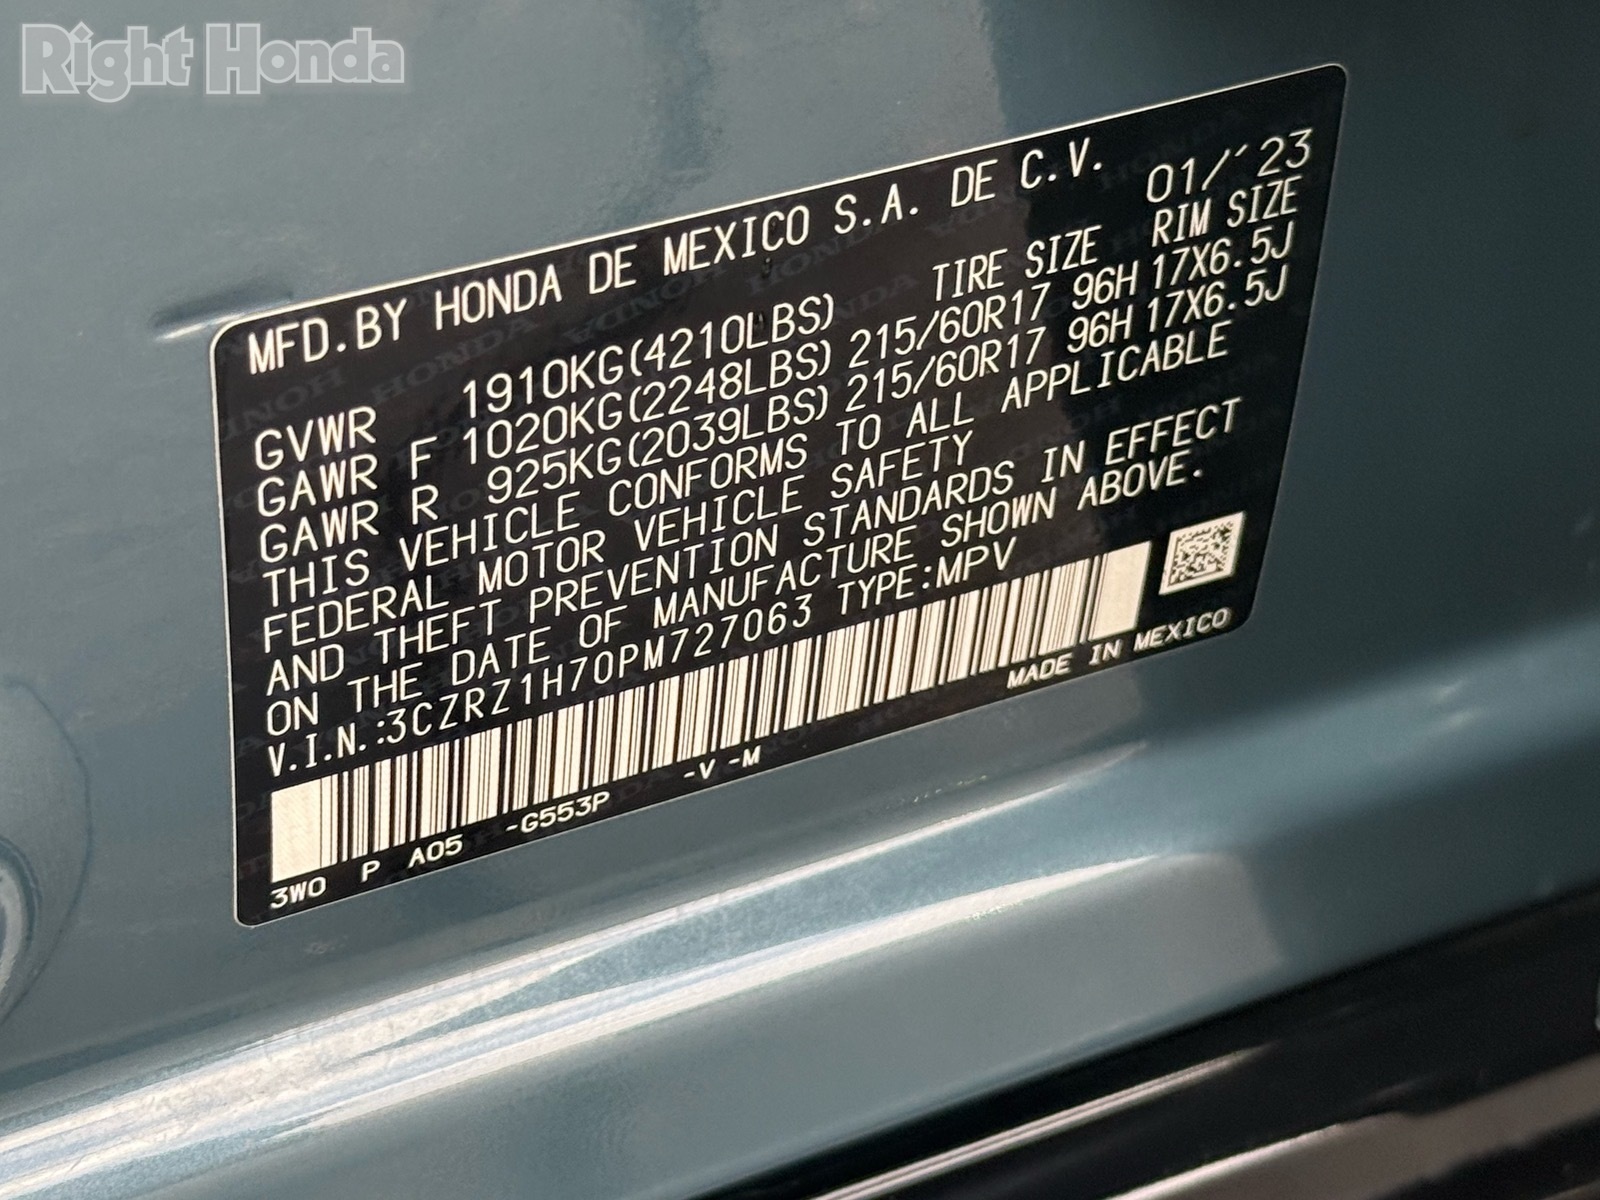 Right Honda
MFD. BY HONDA DE MEXICO S.A. DE C.V. 01/'23
TIRE SIZE RIM SIZE
GVWR 1910KG(4210LBS)
GAWR F 1020KG(2248LBS) 215/60R17 96H 17X6.5J
GAWR R 925KG(2039LBS) 215/60R17 96H 17X6.5J
THIS VEHICLE CONFORMS TO ALL APPLICABLE
FEDERAL MOTOR VEHICLE SAFETY
AND THEFT PREVENTION STANDARDS IN EFFECT
ON THE DATE OF MANUFACTURE SHOWN ABOVE.
V.I.N.:3CZRZ1H70PM727063 TYPE:MPV
MADE IN MEXICO
3W0 P A05 -G553P -V -M